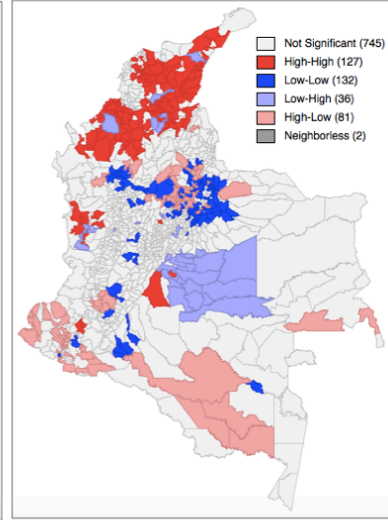 Not Significant (745)
High-High (127)
Low-Low (132)
Low-High (36)
High-Low (81)
Neighborless (2)